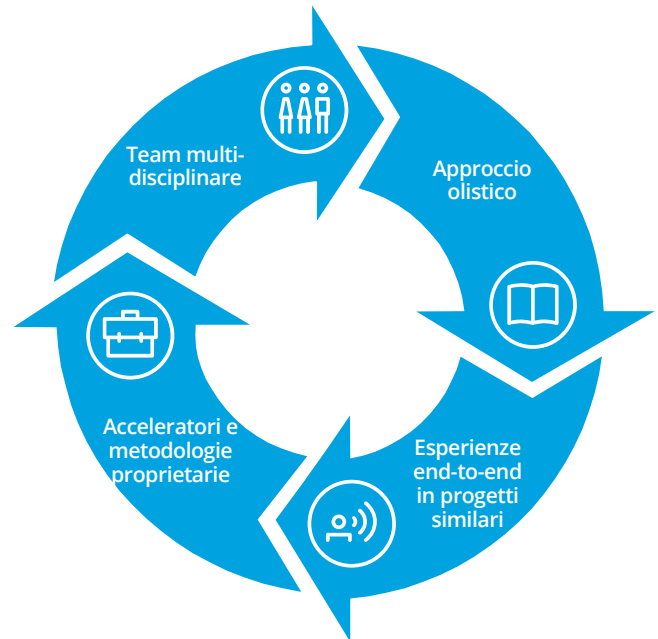 Team multi-
disciplinare
Approccio
olistico
Esperienze
end-to-end
in progetti
similari
Acceleratori e
metodologie
proprietarie